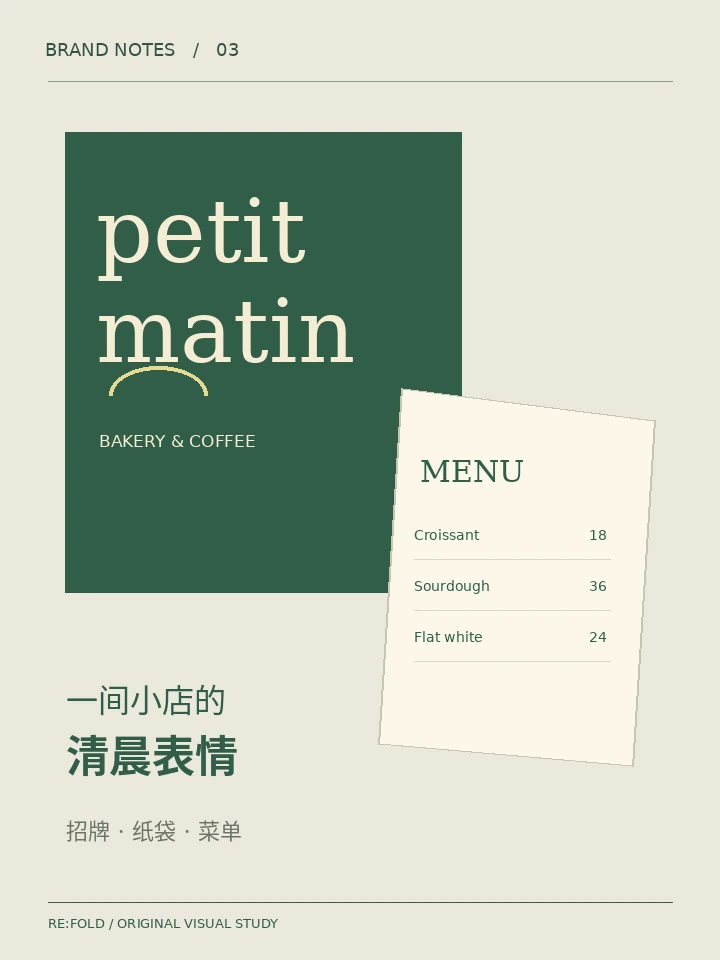 BRAND NOTES / 03
petit
matin
BAKERY & COFFEE
MENU
Croissant 18
Sourdough 36
Flat white 24
一间小店的
清晨表情
招牌 · 纸袋 · 菜单
RE:FOLD / ORIGINAL VISUAL STUDY